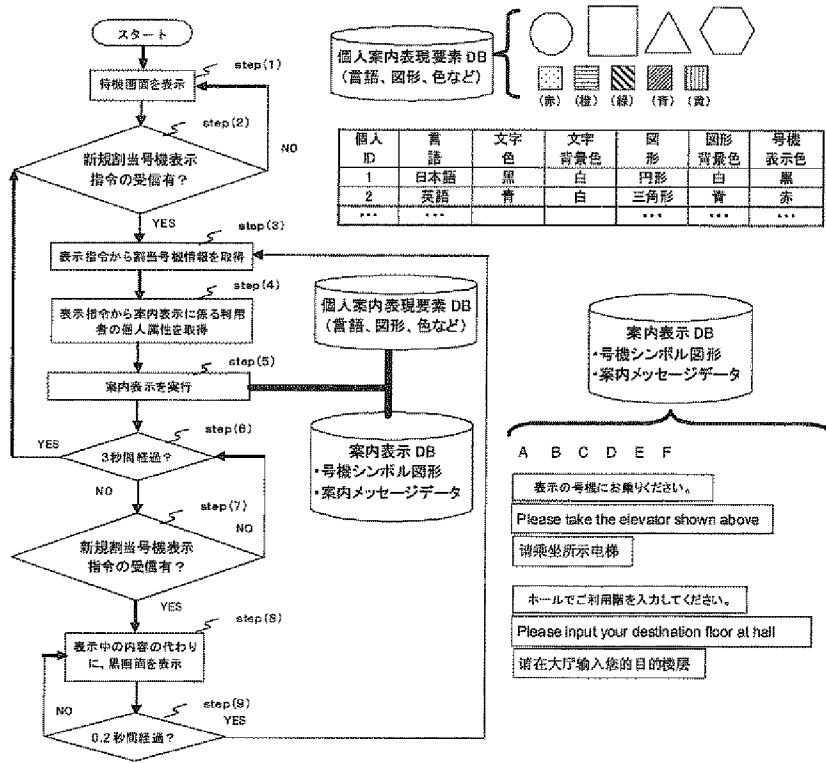 スタート
step(1)
待機画面を表示
step(2)
新規割当号機表示
指令の受信有?
NO
YES
step(3)
表示指令から割当号機情報を取得
step(4)
表示指令から案内表示に係る利用
者の個人属性を取得
step(5)
案内表示を実行
step(6)
YES
3秒間経過?
NO
step(7)
NO
新規割当号機表示
指令の受信有?
YES
step(8)
表示中の内容の代わり
に、黒画面を表示
step(9)
NO
YES
0.2秒間経過?
個人案内表現要素DB
(言語、図形、色など)
(赤) (橙) (緑) (青) (黄)
個人 言 文字 文字 図 図形 号機
ID 語 色 背景色 形 背景色 表示色
1 日本語 黒 白 円形 白 黒
2 英語 青 白 三角形 青 赤
••• ••• ••• ••• •••
個人案内表現要素DB
(言語、図形、色など)
案内表示DB
・号機シンボル図形
・案内メッセージデータ
案内表示DB
・号機シンボル図形
・案内メッセージデータ
A B C D E F
表示の号機にお乗りください。
Please take the elevator shown above
请乘坐所示电梯
ホールでご利用階を入力してください。
Please input your destination floor at hall
请在大厅输入您的目的楼层